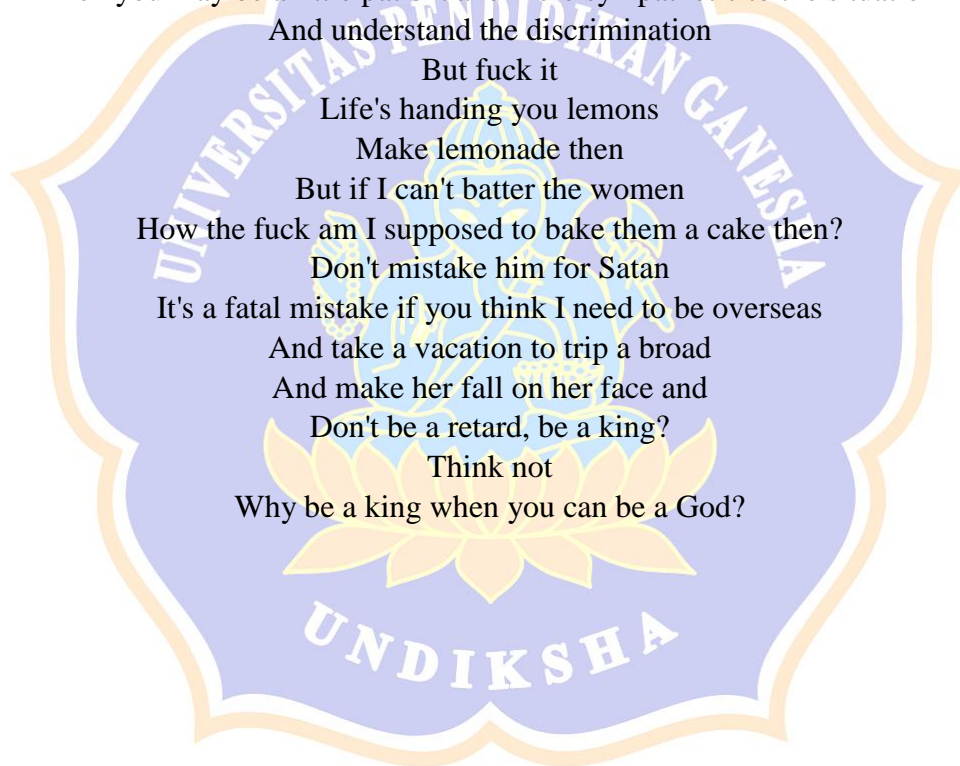 UNIVERSITAS PENDIDIKAN GANESHA
And understand the discrimination
But fuck it
Life's handing you lemons
Make lemonade then
But if I can't batter the women
How the fuck am I supposed to bake them a cake then?
Don't mistake him for Satan
It's a fatal mistake if you think I need to be overseas
And take a vacation to trip a broad
And make her fall on her face and
Don't be a retard, be a king?
Think not
Why be a king when you can be a God?
UNDIKSHA